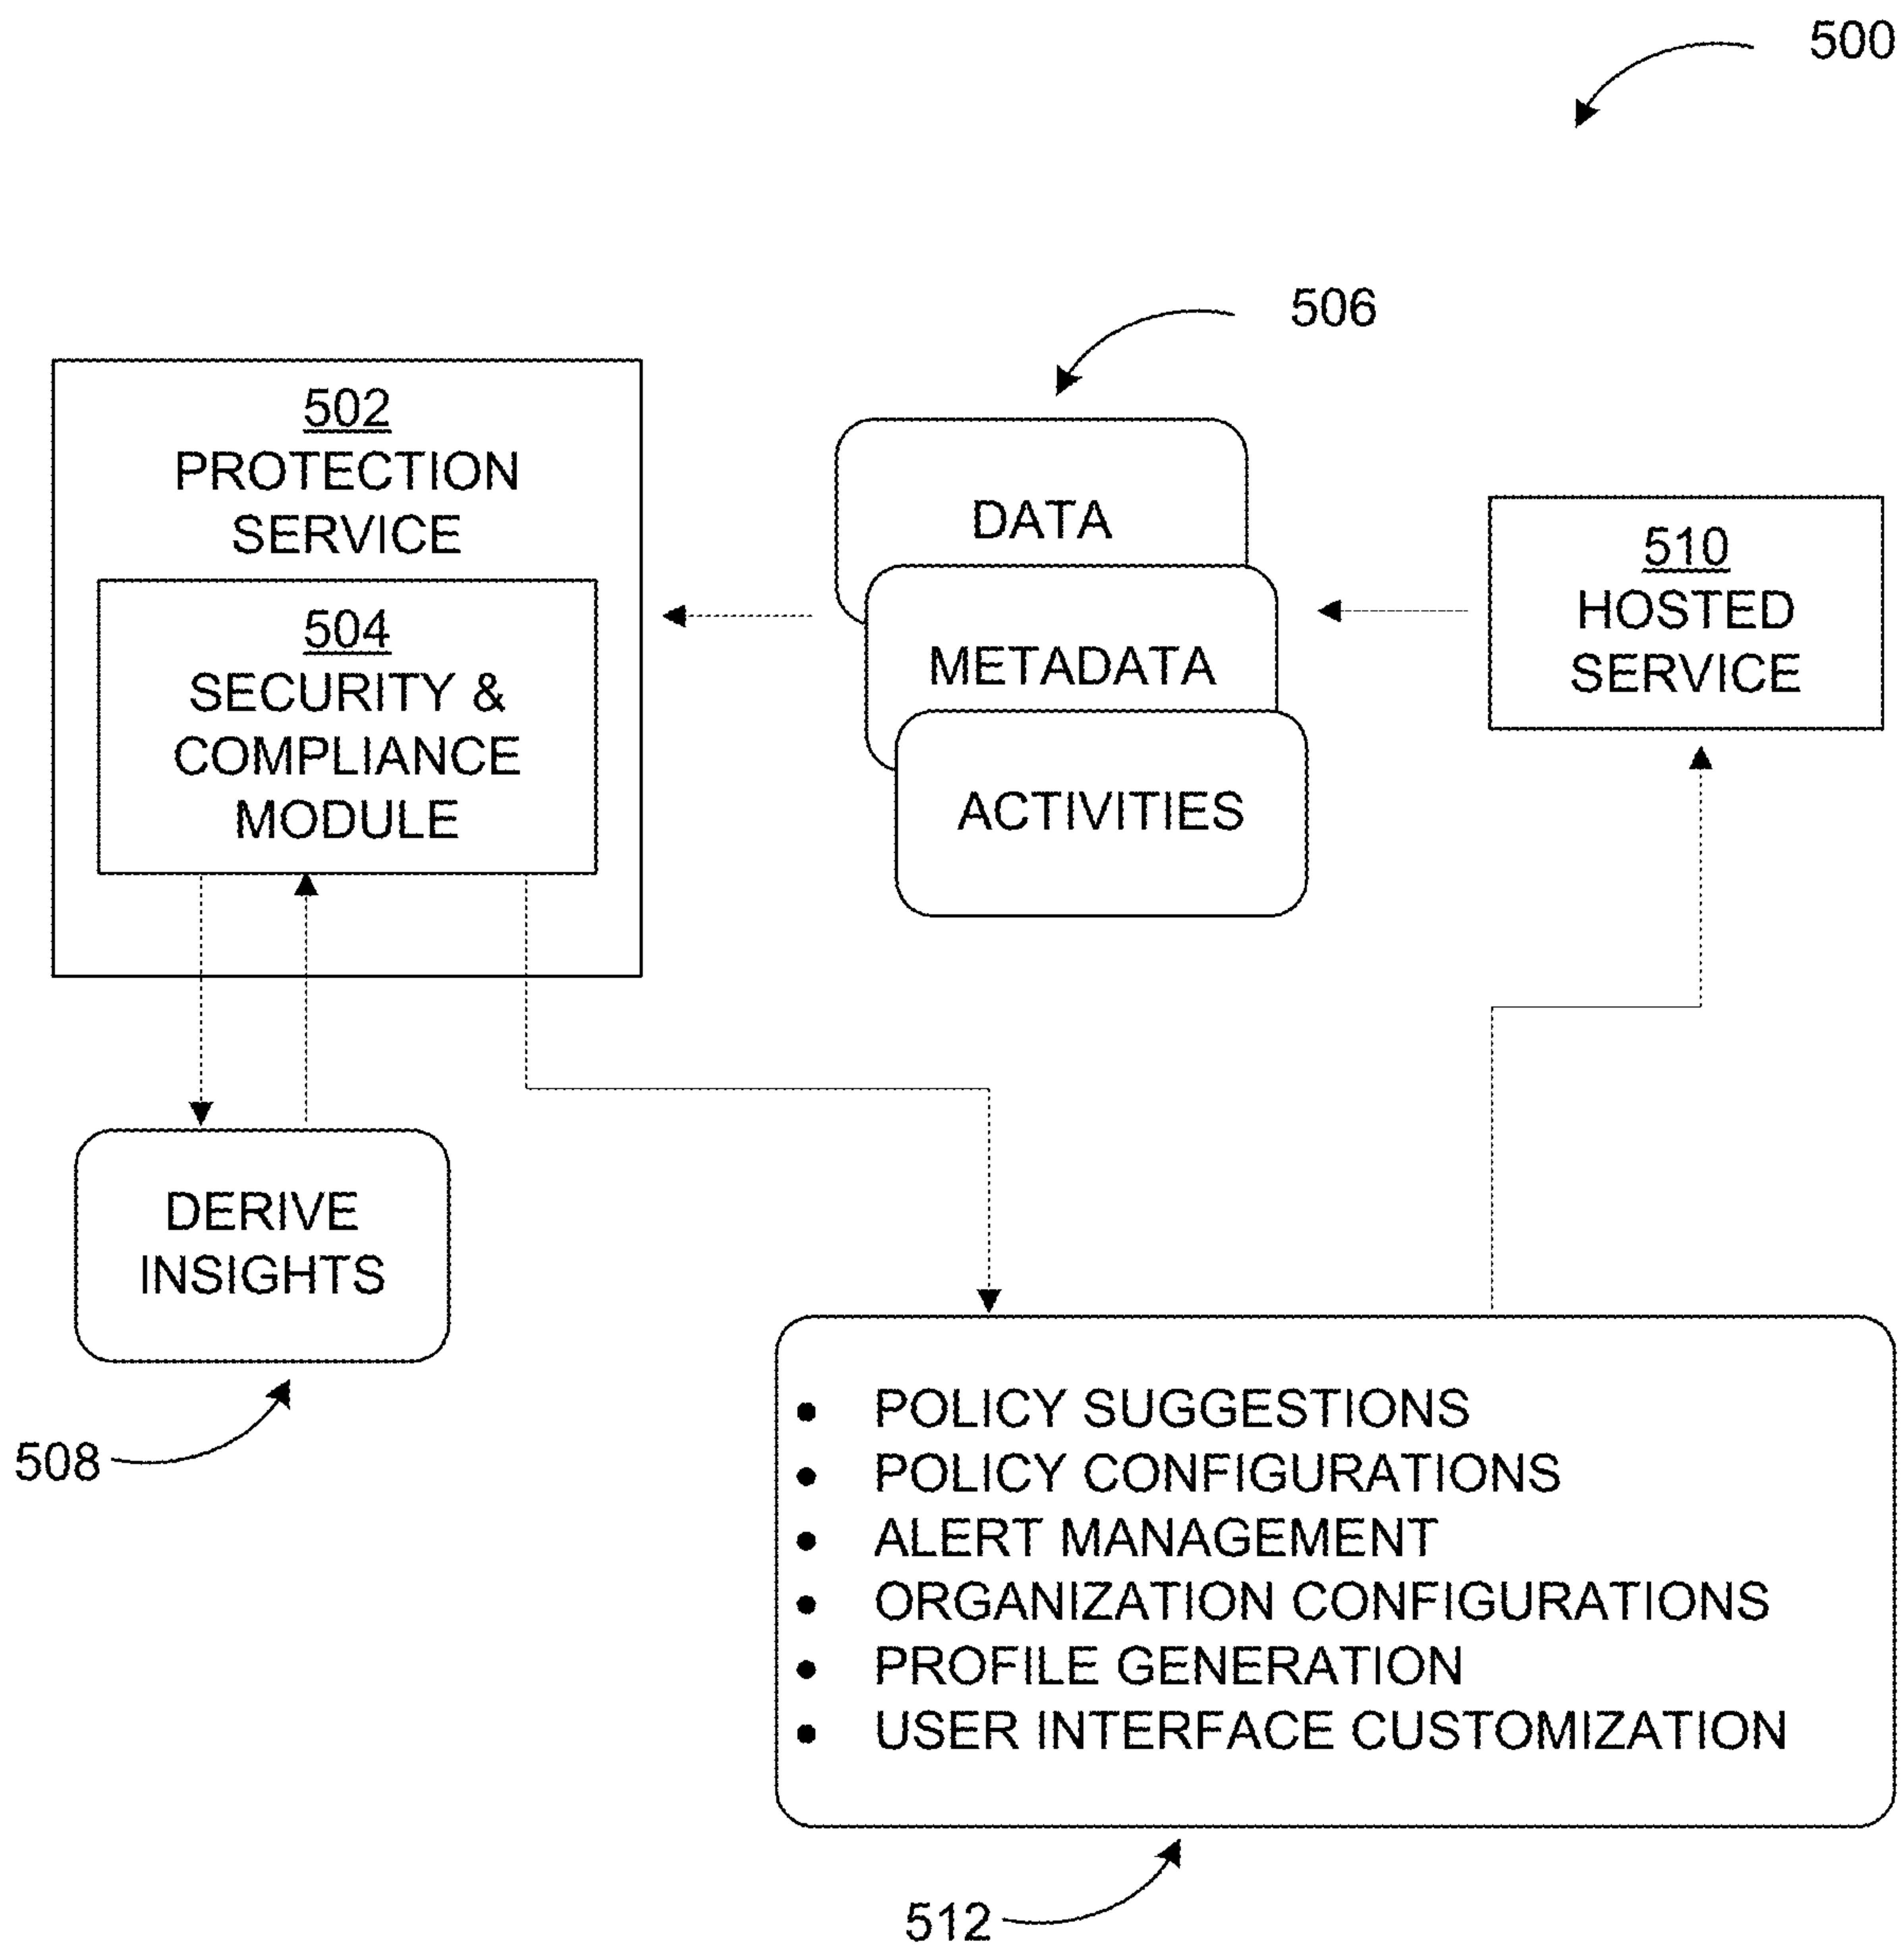 500
506
502
PROTECTION
SERVICE
504
SECURITY &
COMPLIANCE
MODULE
DATA
METADATA
ACTIVITIES
510
HOSTED
SERVICE
DERIVE
INSIGHTS
508
• POLICY SUGGESTIONS
• POLICY CONFIGURATIONS
• ALERT MANAGEMENT
• ORGANIZATION CONFIGURATIONS
• PROFILE GENERATION
• USER INTERFACE CUSTOMIZATION
512